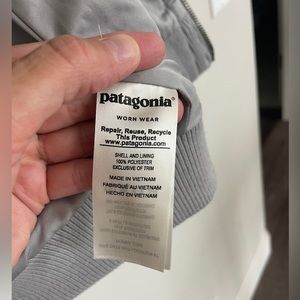 patagonia®
WORN WEAR
Repair, Reuse, Recycle
This Product
www.patagonia.com
SHELL AND LINING
100% POLYESTER
EXCLUSIVE OF TRIM
MADE IN VIETNAM
FABRIQUÉ AU VIETNAM
HECHO EN VIETNAM